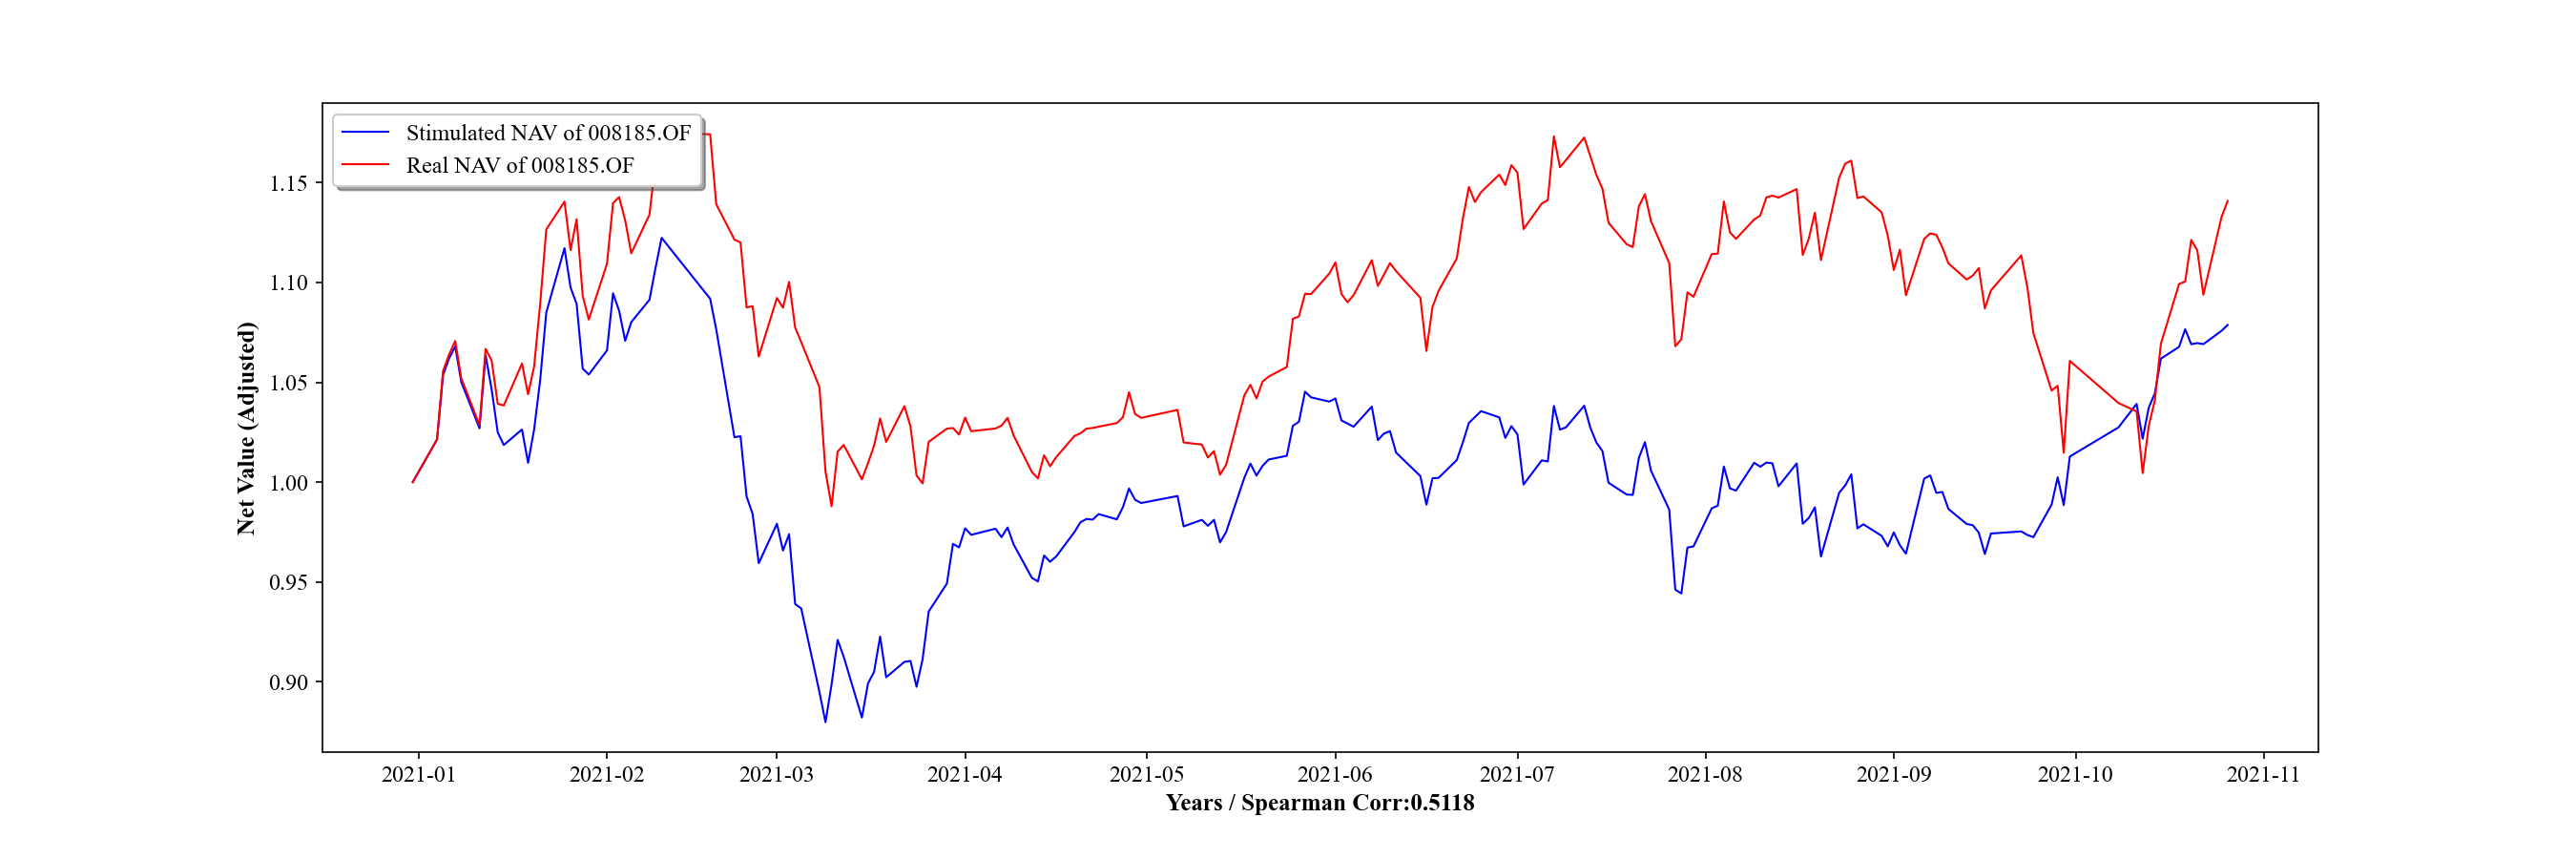 Stimulated NAV of 008185.OF
Real NAV of 008185.OF
Net Value (Adjusted)
1.15
1.10
1.05
1.00
0.95
0.90
2021-01 2021-02 2021-03 2021-04 2021-05 2021-06 2021-07 2021-08 2021-09 2021-10 2021-11
Years / Spearman Corr:0.5118